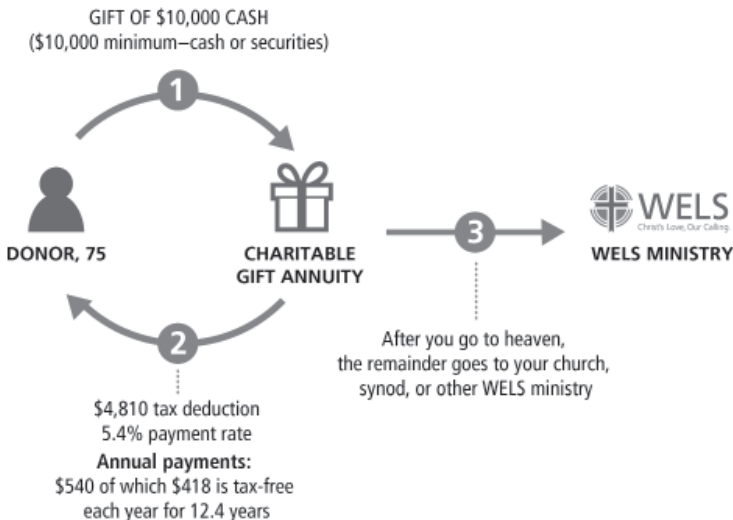 GIFT OF $10,000 CASH
($10,000 minimum–cash or securities)
1
DONOR, 75
CHARITABLE
GIFT ANNUITY
3
WELS
Christ's Love, Our Calling.
WELS MINISTRY
2
After you go to heaven,
the remainder goes to your church,
synod, or other WELS ministry
$4,810 tax deduction
5.4% payment rate
Annual payments:
$540 of which $418 is tax-free
each year for 12.4 years